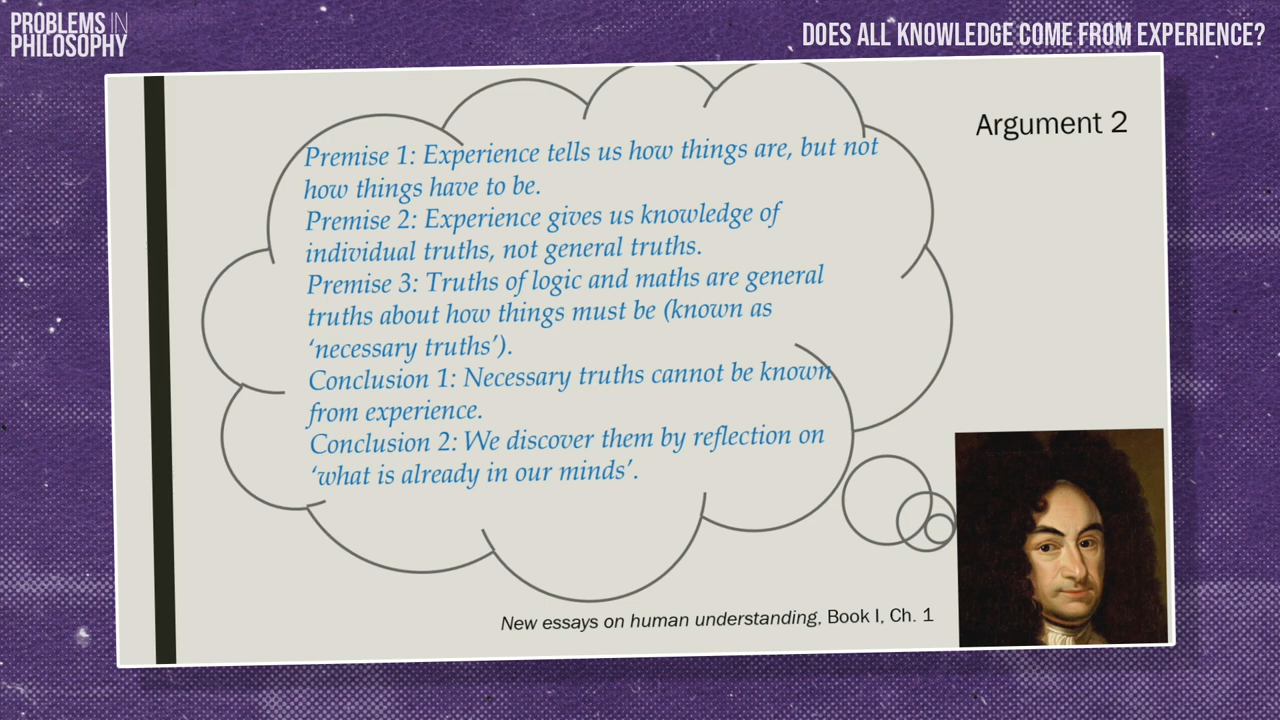 PROBLEMS IN
PHILOSOPHY
DOES ALL KNOWLEDGE COME FROM EXPERIENCE?
Argument 2
Premise 1: Experience tells us how things are, but not
how things have to be.
Premise 2: Experience gives us knowledge of
individual truths, not general truths.
Premise 3: Truths of logic and maths are general
truths about how things must be (known as
‘necessary truths’).
Conclusion 1: Necessary truths cannot be known
from experience.
Conclusion 2: We discover them by reflection on
‘what is already in our minds’.
New essays on human understanding, Book I, Ch. 1